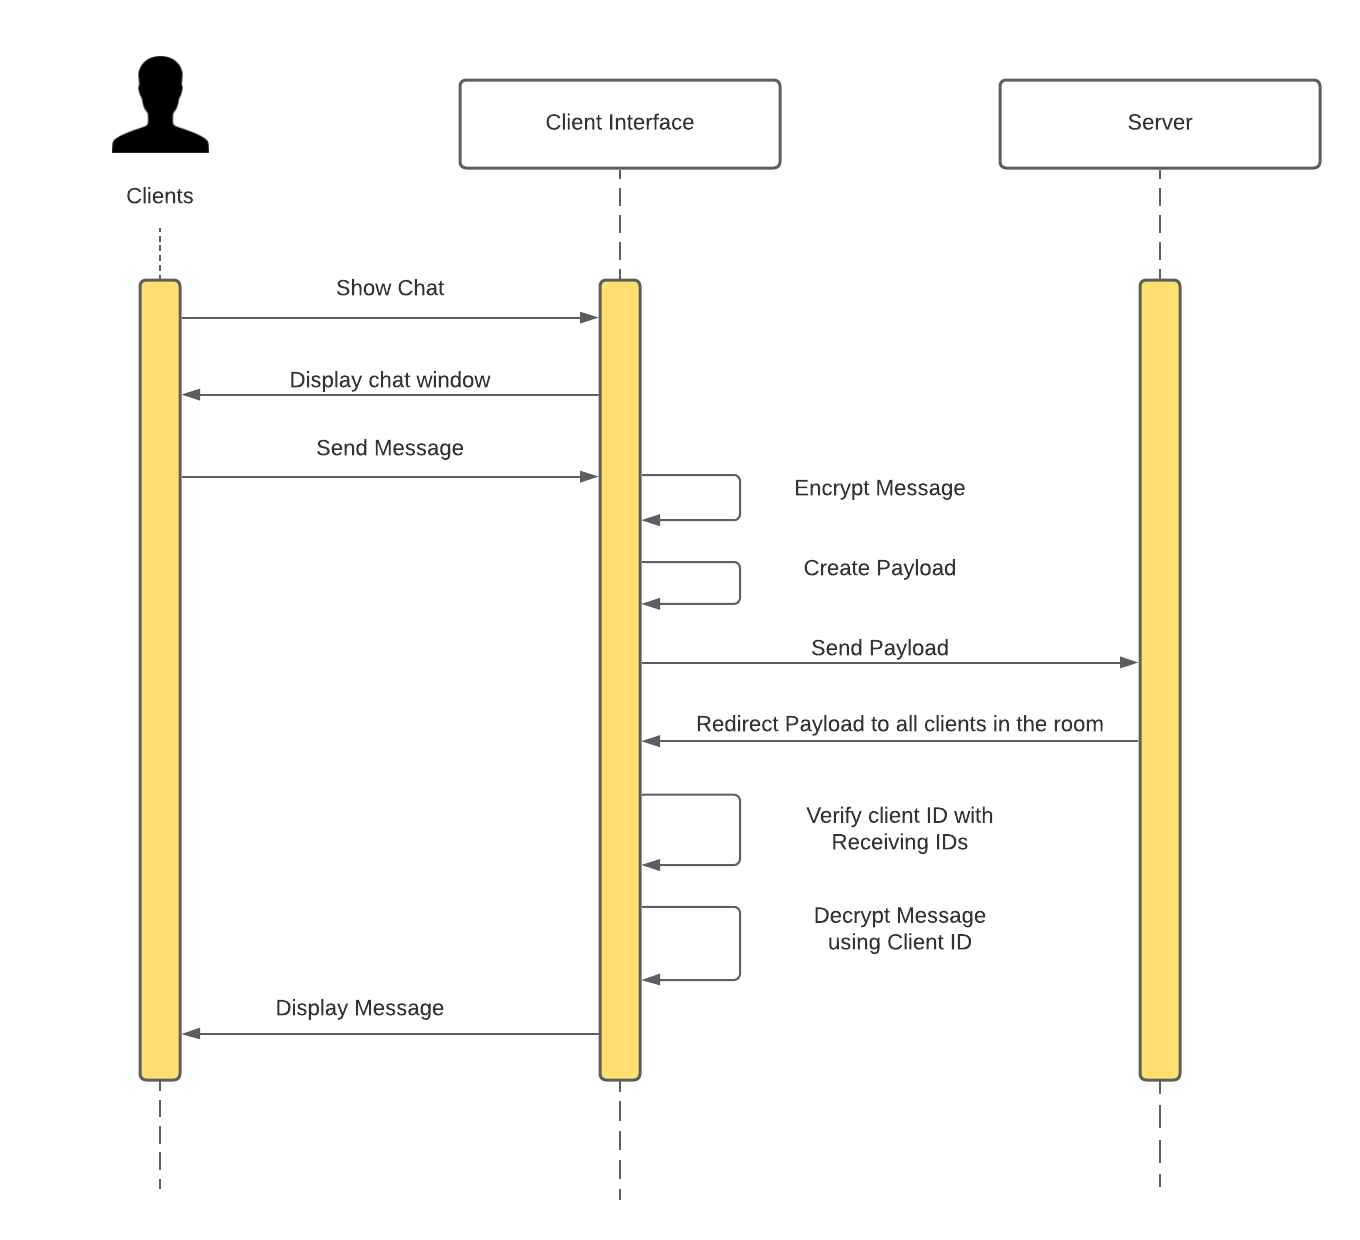 Client Interface
Server
Clients
Show Chat
Display chat window
Send Message
Encrypt Message
Create Payload
Send Payload
Redirect Payload to all clients in the room
Verify client ID with
Receiving IDs
Decrypt Message
using Client ID
Display Message